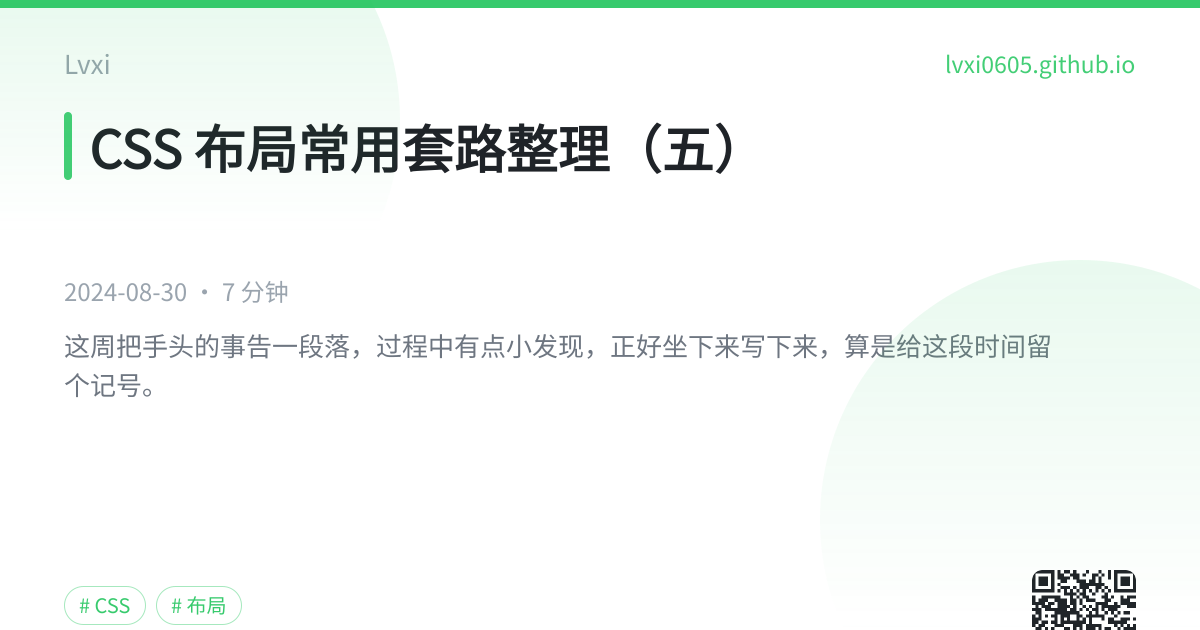 Lvxi
lvxi0605.github.io
CSS 布局常用套路整理（五）
2024-08-30 · 7 分钟
这周把手头的事告一段落，过程中有点小发现，正好坐下来写下来，算是给这段时间留
个记号。
# CSS
# 布局